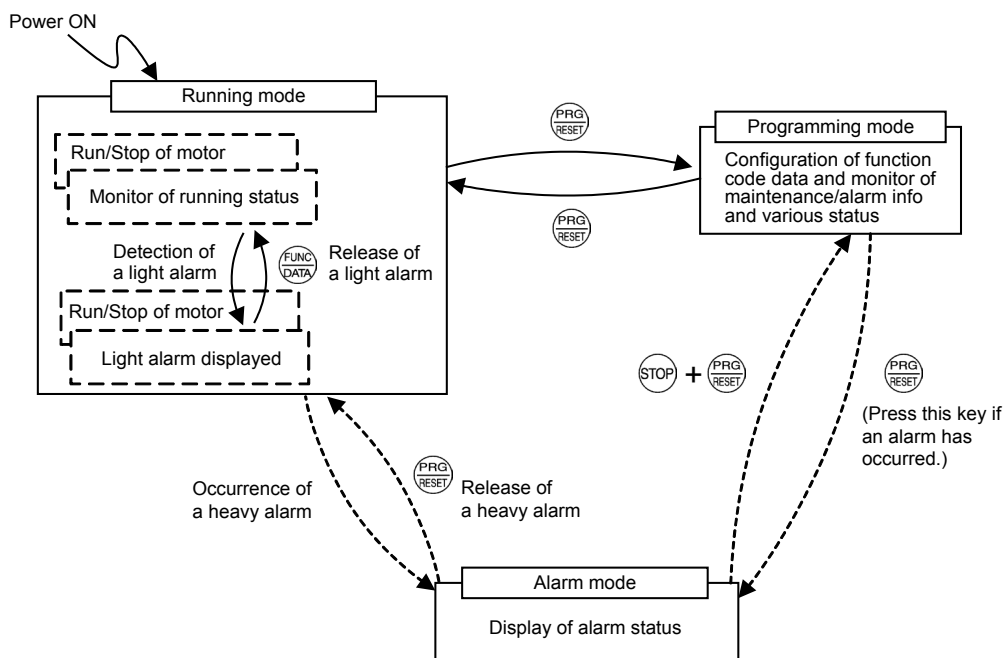 Power ON
Running mode
Run/Stop of motor
Monitor of running status
Detection of
a light alarm
FUNC
DATA
Release of
a light alarm
Run/Stop of motor
Light alarm displayed
PRG
RESET
PRG
RESET
Programming mode
Configuration of function
code data and monitor of
maintenance/alarm info
and various status
STOP + PRG
RESET
PRG
RESET
(Press this key if
an alarm has
occurred.)
Occurrence of
a heavy alarm
PRG
RESET
Release of
a heavy alarm
Alarm mode
Display of alarm status